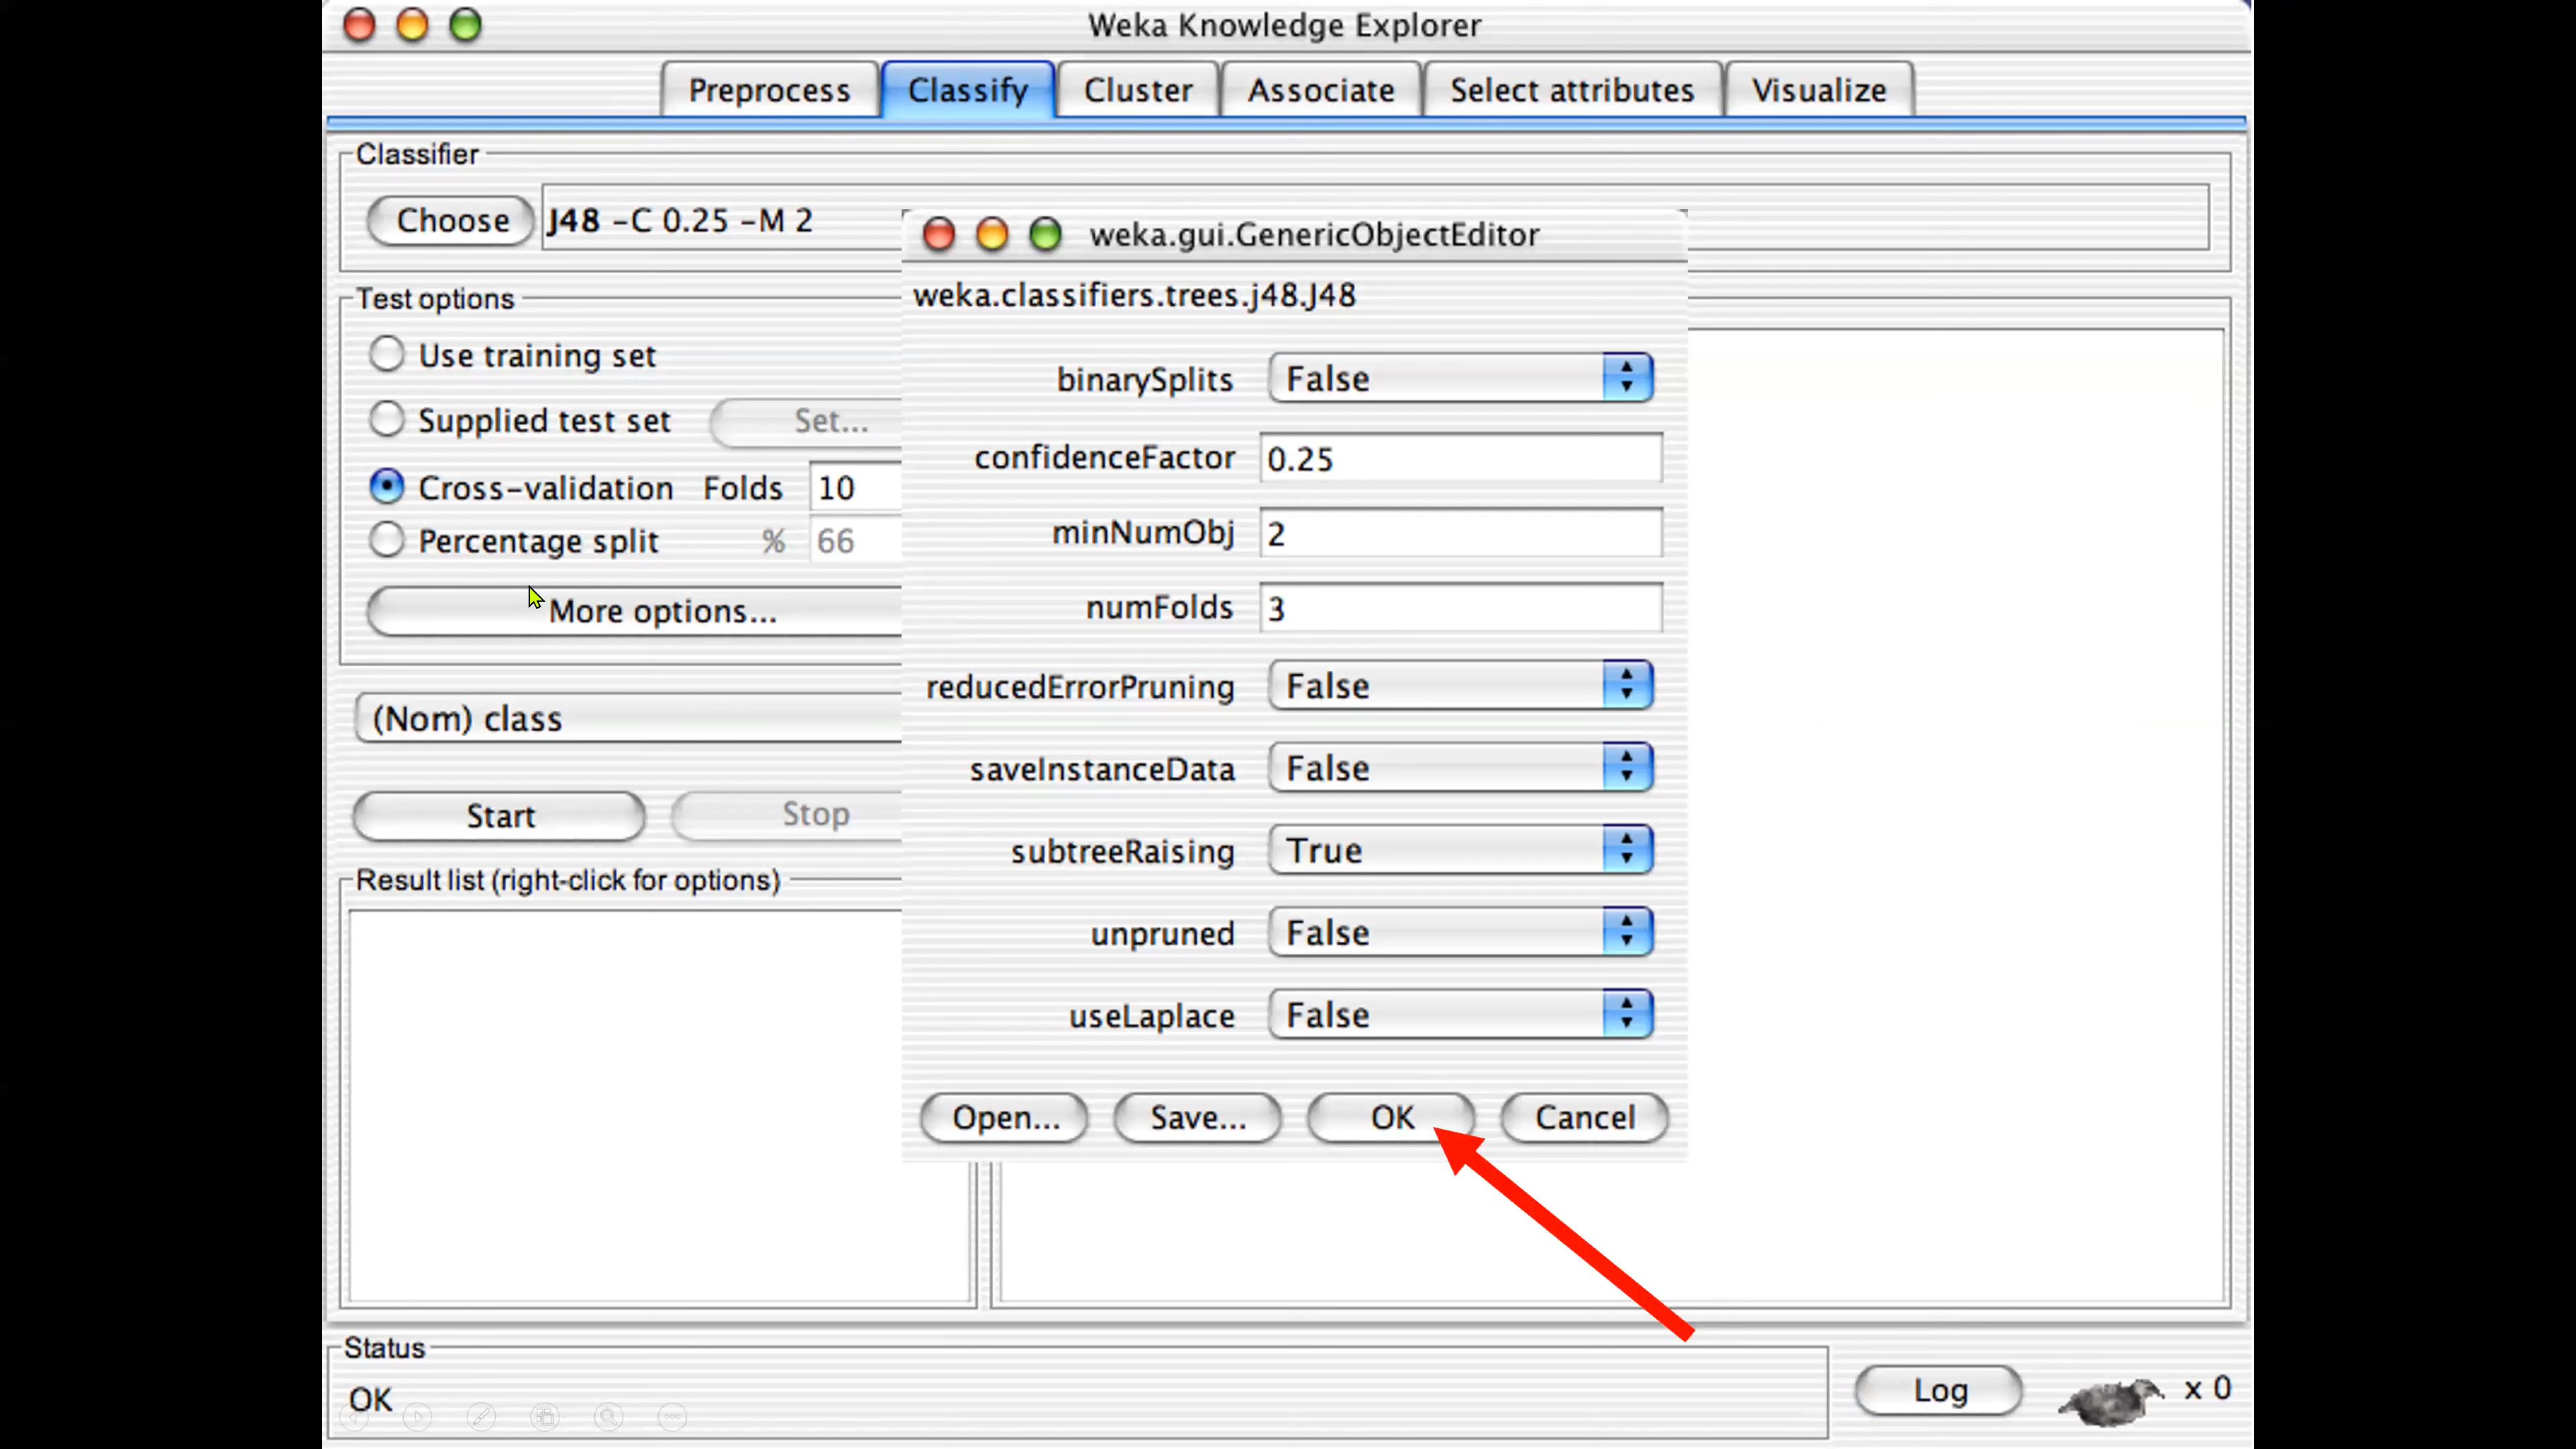 Weka Knowledge Explorer
Preprocess Classify Cluster Associate Select attributes Visualize
Classifier
Choose J48 -C 0.25 -M 2
Test options
Use training set
Supplied test set Set...
Cross-validation Folds 10
Percentage split % 66
More options...
(Nom) class
Start Stop
Result list (right-click for options)
weka.gui.GenericObjectEditor
weka.classifiers.trees.j48.J48
binarySplits False
confidenceFactor 0.25
minNumObj 2
numFolds 3
reducedErrorPruning False
saveInstanceData False
subtreeRaising True
unpruned False
useLaplace False
Open... Save... OK Cancel
Status
OK
Log x 0